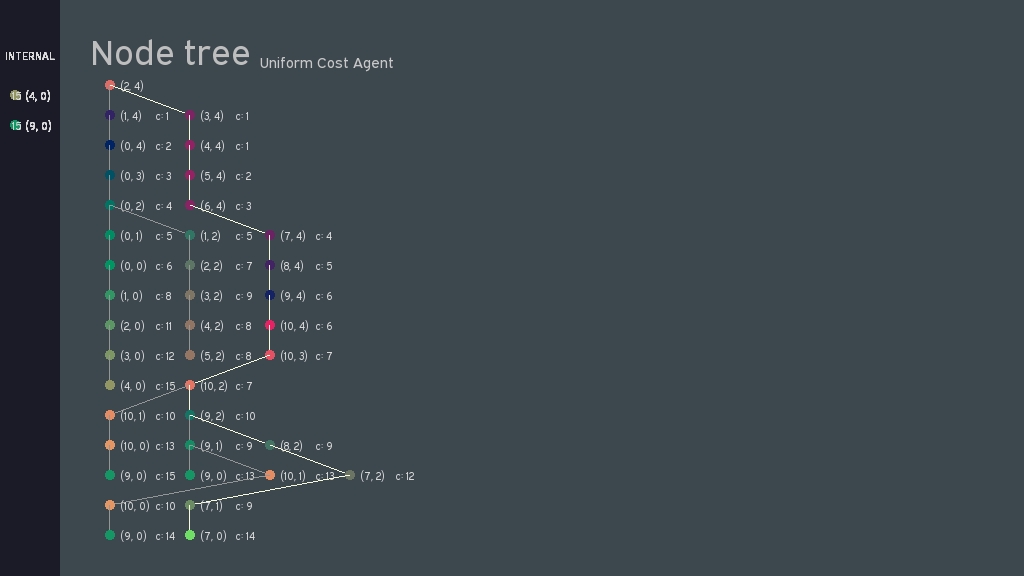 Node tree Uniform Cost Agent
INTERNAL
15 (4, 0)
15 (9, 0)
(2, 4)
(1, 4) c: 1 (3, 4) c: 1
(0, 4) c: 2 (4, 4) c: 1
(0, 3) c: 3 (5, 4) c: 2
(0, 2) c: 4 (6, 4) c: 3
(0, 1) c: 5 (1, 2) c: 5 (7, 4) c: 4
(0, 0) c: 6 (2, 2) c: 7 (8, 4) c: 5
(1, 0) c: 8 (3, 2) c: 9 (9, 4) c: 6
(2, 0) c: 11 (4, 2) c: 8 (10, 4) c: 6
(3, 0) c: 12 (5, 2) c: 8 (10, 3) c: 7
(4, 0) c: 15 (10, 2) c: 7
(10, 1) c: 10 (9, 2) c: 10
(10, 0) c: 13 (9, 1) c: 9 (8, 2) c: 9
(9, 0) c: 15 (9, 0) c: 13 (10, 1) c: 13 (7, 2) c: 12
(10, 0) c: 10 (7, 1) c: 9
(9, 0) c: 14 (7, 0) c: 14